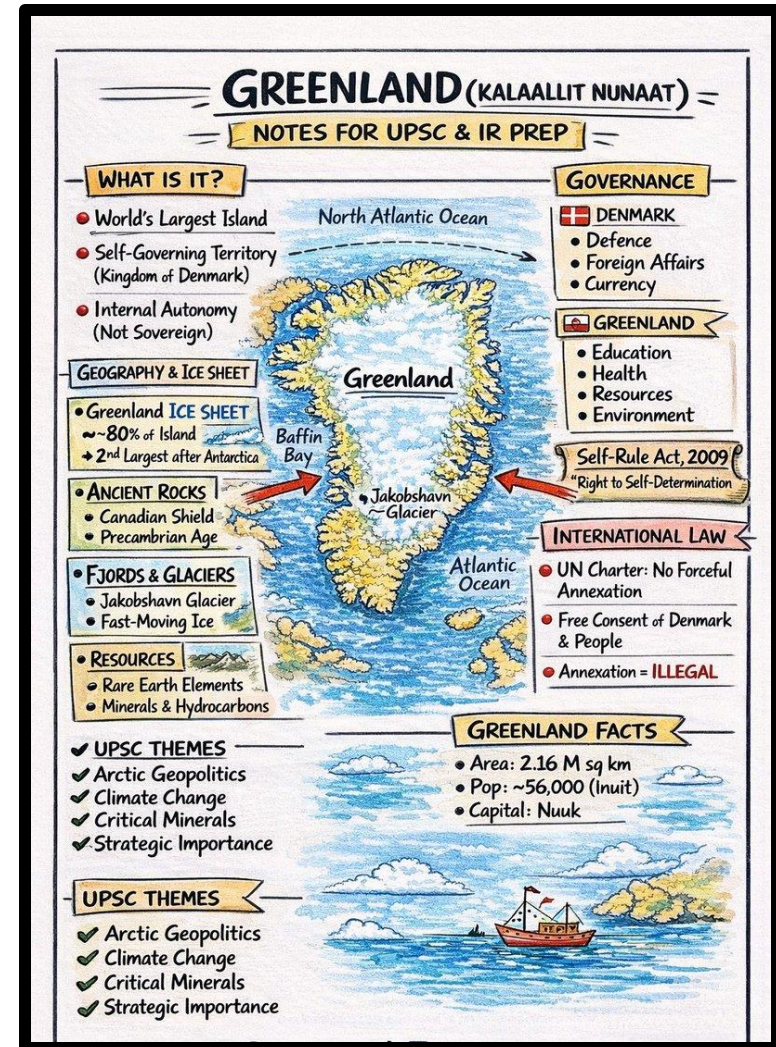 GREENLAND (KALAALLIT NUNAAT)
NOTES FOR UPSC & IR PREP
WHAT IS IT?
World's Largest Island
Self-Governing Territory
(Kingdom of Denmark)
Internal Autonomy
(Not Sovereign)
GEOGRAPHY & ICE SHEET
Greenland ICE SHEET
~~80% of Island
→ 2nd Largest after Antarctica
ANCIENT ROCKS
Canadian Shield
Precambrian Age
FJORDS & GLACIERS
Jakobshavn Glacier
Fast-Moving Ice
RESOURCES
Rare Earth Elements
Minerals & Hydrocarbons
North Atlantic Ocean
Greenland
Baffin
Bay
Jakobshavn
~Glacier
Atlantic
Ocean
GOVERNANCE
DENMARK
Defence
Foreign Affairs
Currency
GREENLAND
Education
Health
Resources
Environment
Self-Rule Act, 2009
"Right to Self-Determination
INTERNATIONAL LAW
UN Charter: No Forceful
Annexation
Free Consent of Denmark
& People
Annexation = ILLEGAL
✔ UPSC THEMES
✔ Arctic Geopolitics
✔ Climate Change
✔ Critical Minerals
✔ Strategic Importance
GREENLAND FACTS
Area: 2.16 M sq km
Pop: ~56,000 (Inuit)
Capital: Nuuk
UPSC THEMES
✔ Arctic Geopolitics
✔ Climate Change
✔ Critical Minerals
✔ Strategic Importance